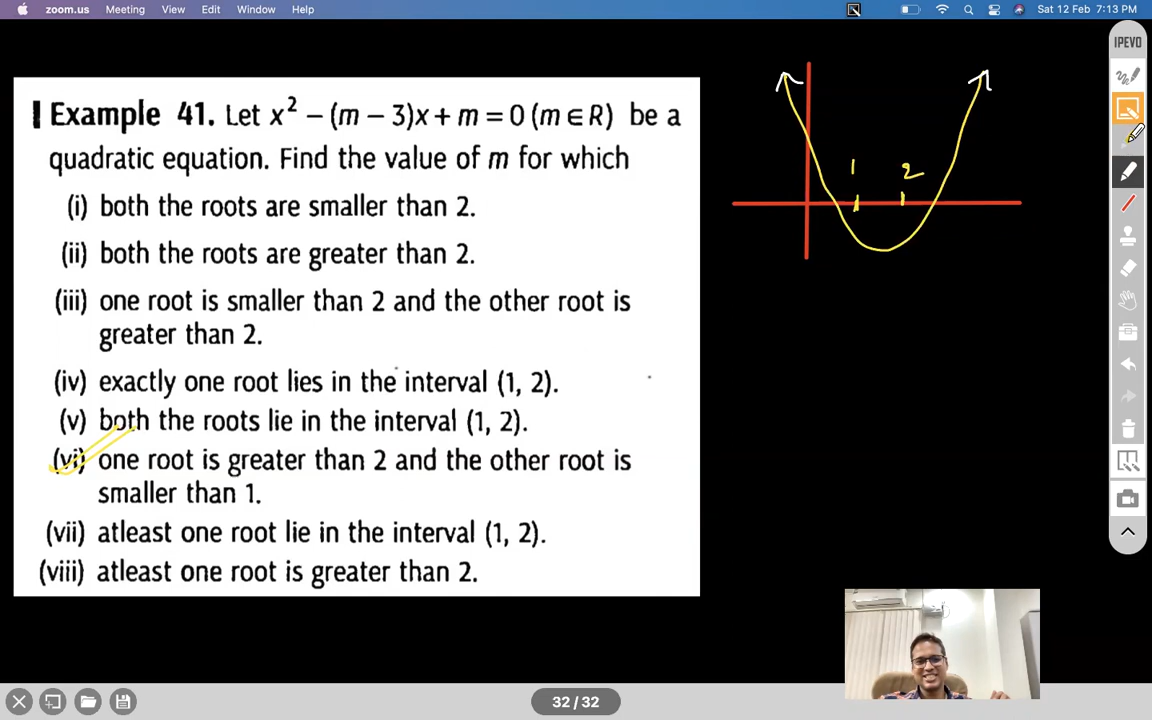 zoom.us Meeting View Edit Window Help Sat 12 Feb 7:13 PM
IPEVO
Example 41. Let x² − (m − 3)x + m = 0 (m ∈ R) be a
quadratic equation. Find the value of m for which
(i) both the roots are smaller than 2.
(ii) both the roots are greater than 2.
(iii) one root is smaller than 2 and the other root is
greater than 2.
(iv) exactly one root lies in the interval (1, 2).
(v) both the roots lie in the interval (1, 2).
(vi) one root is greater than 2 and the other root is
smaller than 1.
(vii) atleast one root lie in the interval (1, 2).
(viii) atleast one root is greater than 2.
1 2
32 / 32